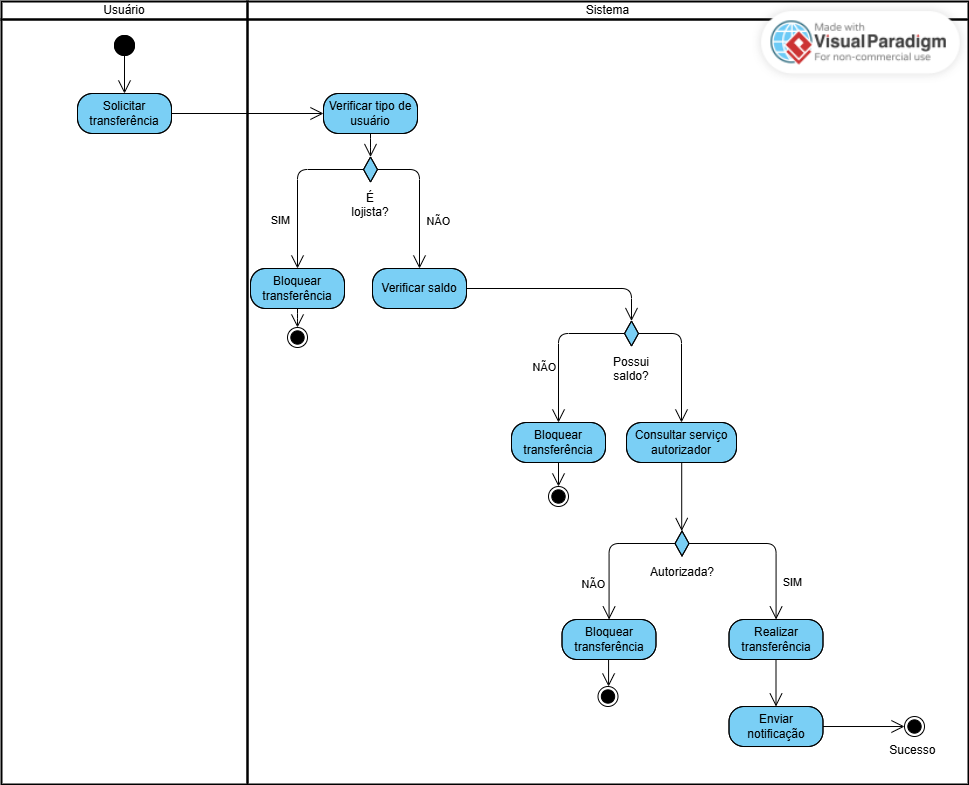 Usuário
Sistema
Made with
Visual Paradigm
For non-commercial use
Solicitar
transferência
Verificar tipo de
usuário
É
lojista?
SIM
NÃO
Bloquear
transferência
Verificar saldo
Possui
saldo?
NÃO
Bloquear
transferência
Consultar serviço
autorizador
Autorizada?
NÃO
SIM
Bloquear
transferência
Realizar
transferência
Enviar
notificação
Sucesso